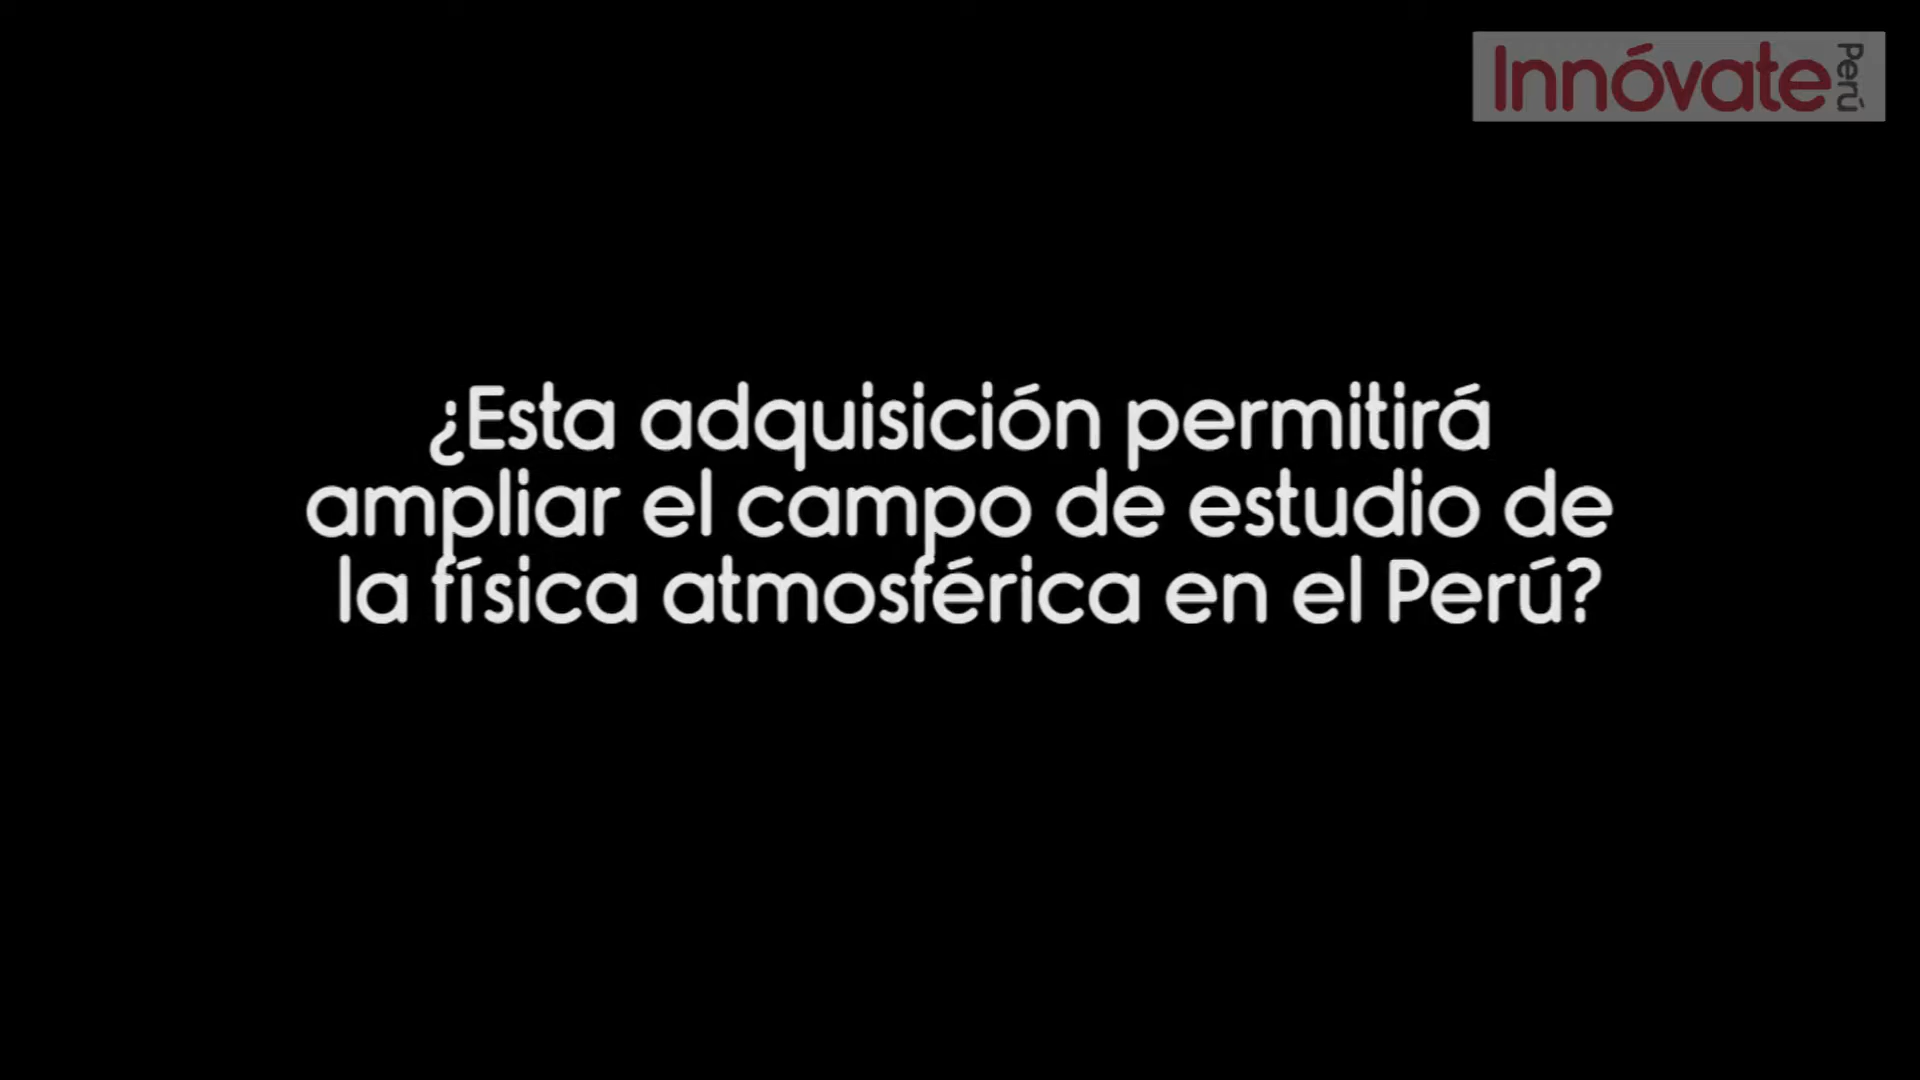 Innóvate Perú
¿Esta adquisición permitirá
ampliar el campo de estudio de
la física atmosférica en el Perú?